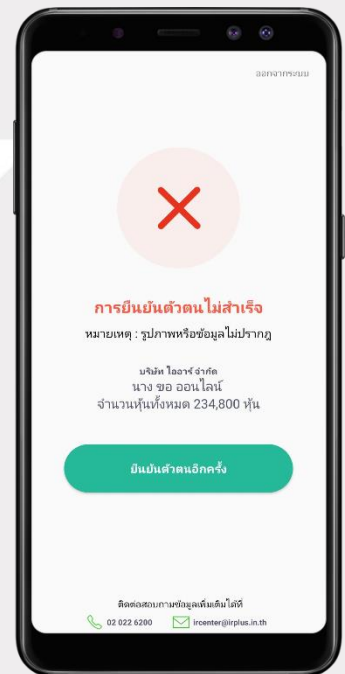 ออกจากระบบ
การยืนยันตัวตนไม่สำเร็จ
หมายเหตุ : รูปภาพหรือข้อมูลไม่ปรากฎ
บริษัท ไออาร์ จำกัด
นาง ขอ ออนไลน์
จำนวนหุ้นทั้งหมด 234,800 หุ้น
ยืนยันตัวตนอีกครั้ง
ติดต่อสอบถามข้อมูลเพิ่มเติมได้ที่
02 022 6200 ircenter@irplus.in.th